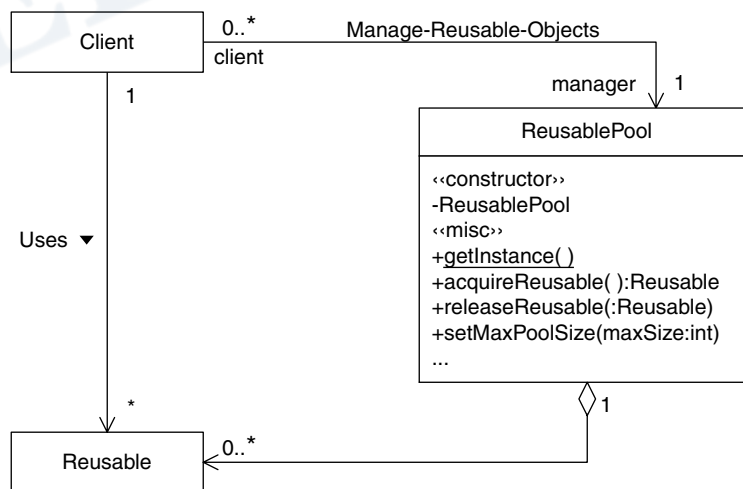 Client
0..*
client
Manage-Reusable-Objects
manager
1
1
ReusablePool
‹‹constructor››
-ReusablePool
‹‹misc››
+getInstance( )
+acquireReusable( ):Reusable
+releaseReusable(:Reusable)
+setMaxPoolSize(maxSize:int)
...
Uses
*
1
Reusable
0..*